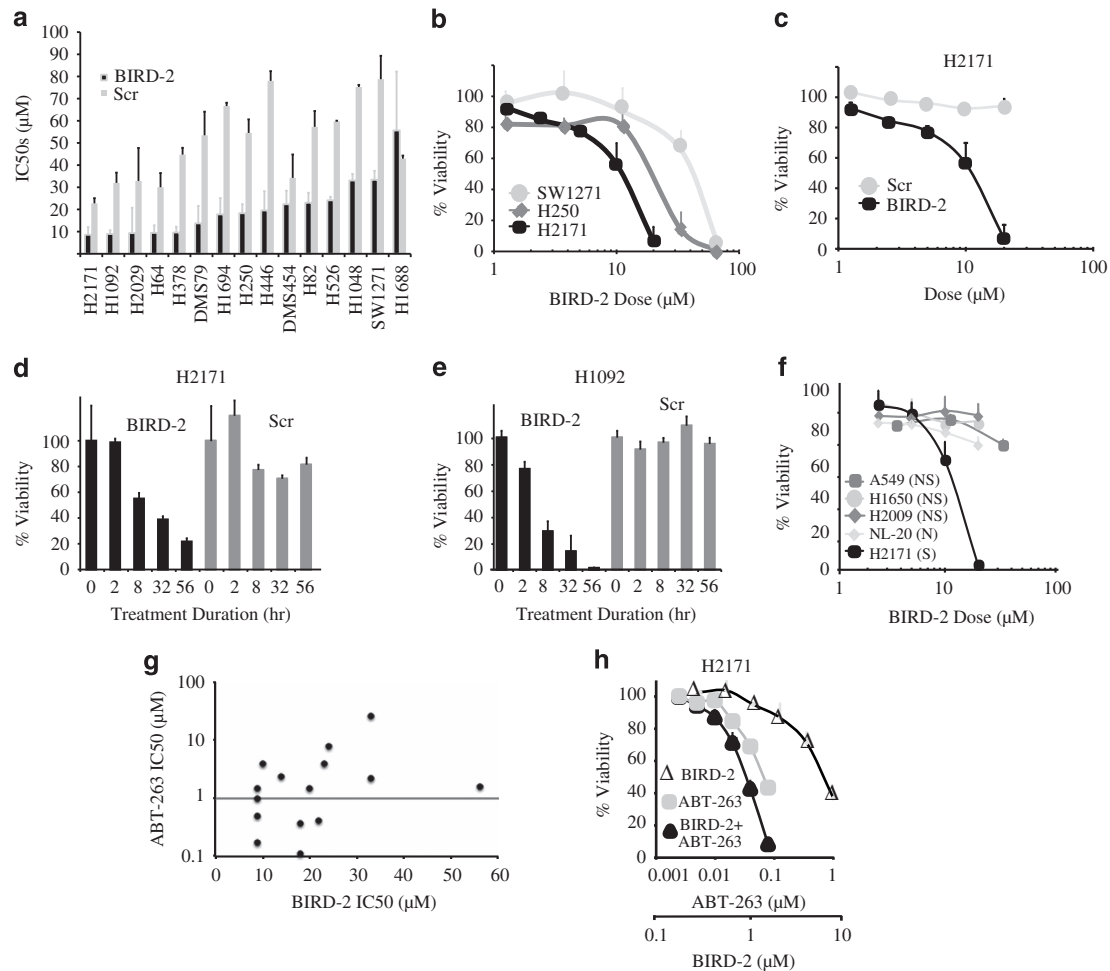 a
IC50s (µM)
100
90
80
70
60
50
40
30
20
10
BIRD-2
Scr
H2171
H1092
H2029
H64
H378
DMS79
H1694
H250
H446
DMS454
H82
H526
H1048
SW1271
H1688
b
% Viability
100
80
60
40
20
0
SW1271
H250
H2171
1 10 100
BIRD-2 Dose (µM)
c
H2171
% Viability
100
80
60
40
20
0
Scr
BIRD-2
1 10 100
Dose (µM)
d
H2171
BIRD-2 Scr
% Viability
100
80
60
40
20
0
0 2 8 32 56 0 2 8 32 56
Treatment Duration (hr)
e
H1092
BIRD-2 Scr
% Viability
100
80
60
40
20
0
0 2 8 32 56 0 2 8 32 56
Treatment Duration (hr)
f
% Viability
100
80
60
40
20
0
A549 (NS)
H1650 (NS)
H2009 (NS)
NL-20 (N)
H2171 (S)
1 10 100
BIRD-2 Dose (µM)
g
ABT-263 IC50 (µM)
100
10
1
0.1
0 10 20 30 40 50 60
BIRD-2 IC50 (µM)
h
H2171
% Viability
100
80
60
40
20
0
BIRD-2
ABT-263
BIRD-2+
ABT-263
0.001 0.01 0.1 1
ABT-263 (µM)
0.1 1 10
BIRD-2 (µM)